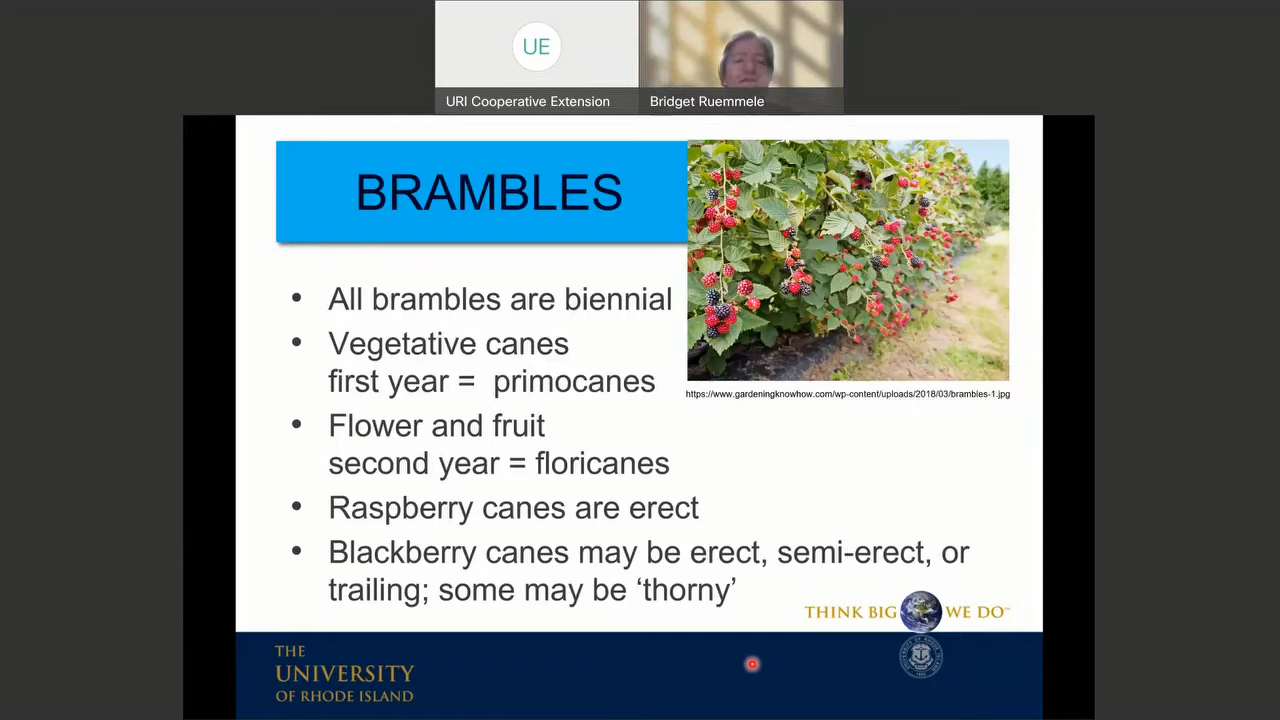 UE
URI Cooperative Extension
Bridget Ruemmele
BRAMBLES
• All brambles are biennial
• Vegetative canes
first year =  primocanes
• Flower and fruit
second year = floricanes
• Raspberry canes are erect
• Blackberry canes may be erect, semi-erect, or
trailing; some may be ‘thorny’
https://www.gardeningknowhow.com/wp-content/uploads/2018/03/brambles-1.jpg
THINK BIG WE DO™
THE
UNIVERSITY
OF RHODE ISLAND